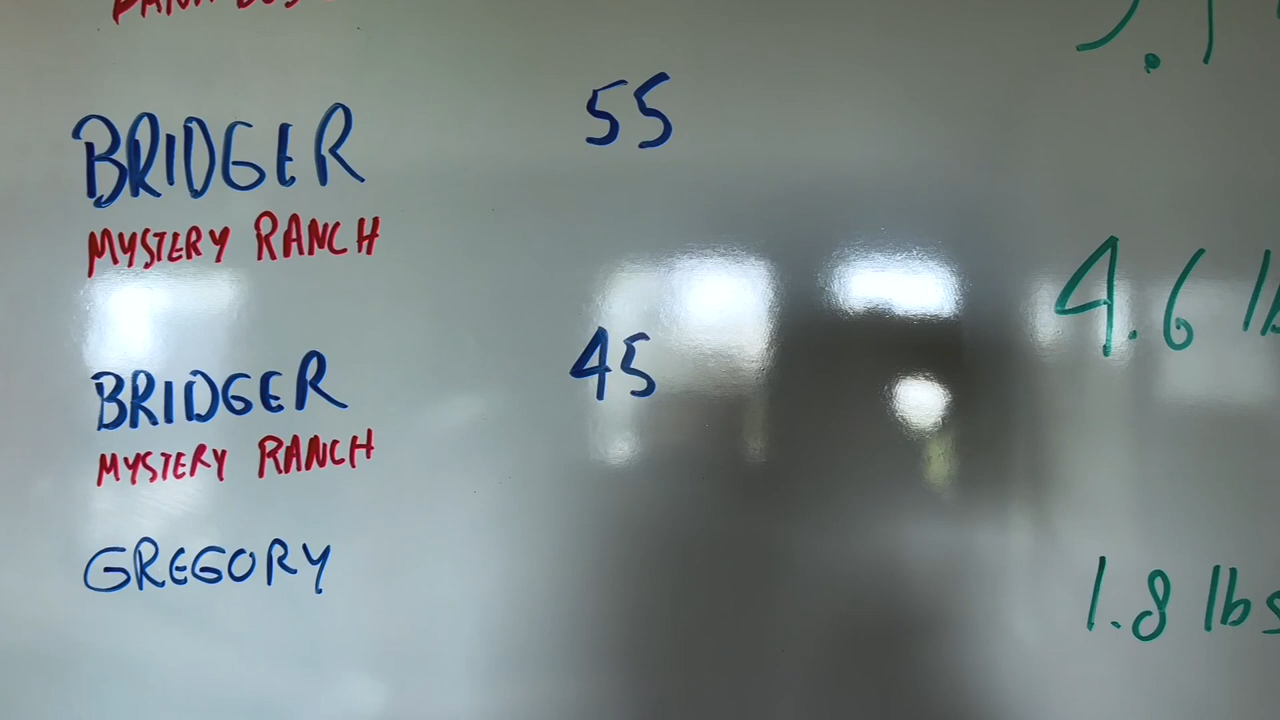 BRIDGER 55
MYSTERY RANCH
4.6 lb
BRIDGER 45
MYSTERY RANCH
GREGORY
1.8 lbs